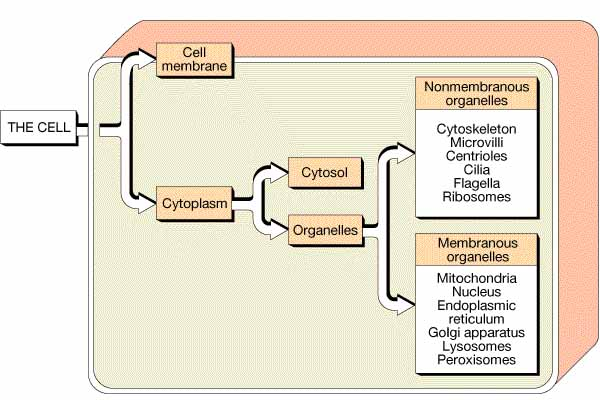 THE CELL
Cell
membrane
Cytoplasm
Cytosol
Organelles
Nonmembranous
organelles
Cytoskeleton
Microvilli
Centrioles
Cilia
Flagella
Ribosomes
Membranous
organelles
Mitochondria
Nucleus
Endoplasmic
reticulum
Golgi apparatus
Lysosomes
Peroxisomes